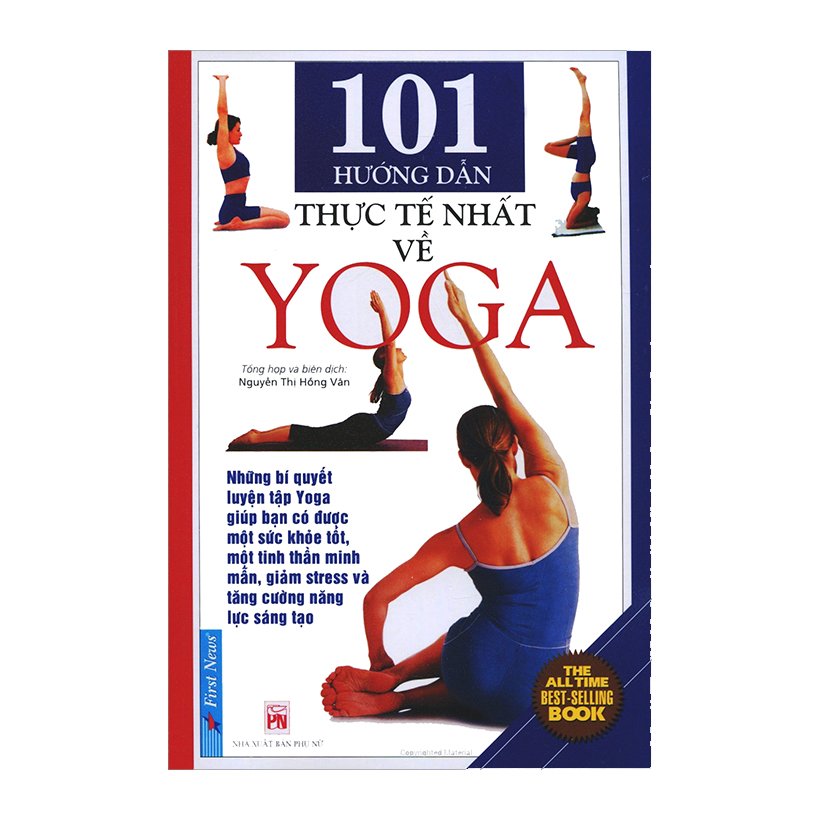 101
HƯỚNG DẪN
THỰC TẾ NHẤT
VỀ
YOGA
Tổng hợp va biên dịch:
Nguyễn Thị Hồng Vân
Những bí quyết
luyện tập Yoga
giúp bạn có được
một sức khỏe tốt,
một tinh thần minh
mẫn, giảm stress và
tăng cường năng
lực sáng tạo
First News®
PN
NHÀ XUẤT BẢN PHỤ NỮ
THE
ALL TIME
BEST-SELLING
BOOK
Copyrighted Material